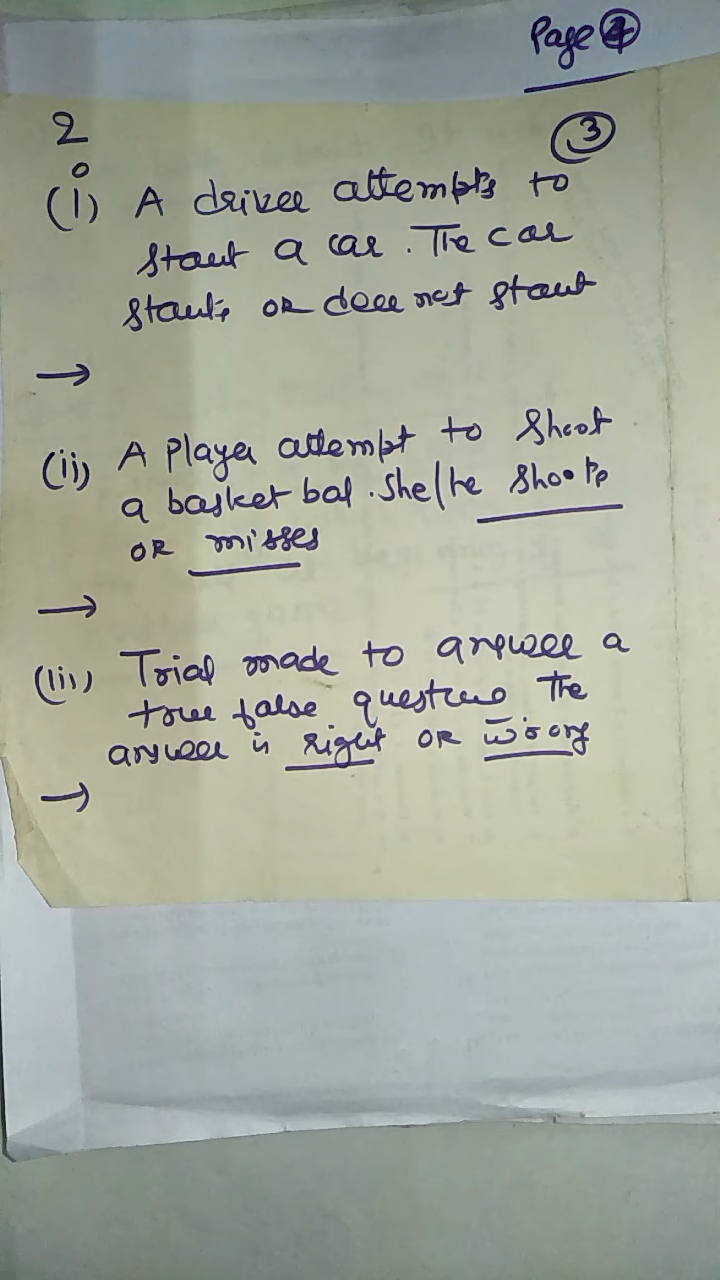 Page 4
2
3
(i) A driver attempts to
start a car. The car
starts OR does not start
→
(ii) A Player attempt to Shoot
a basket bal. She/he Shoots
OR misses
→
(iii) Trial made to answer a
true false question The
answer is right OR wrong
→